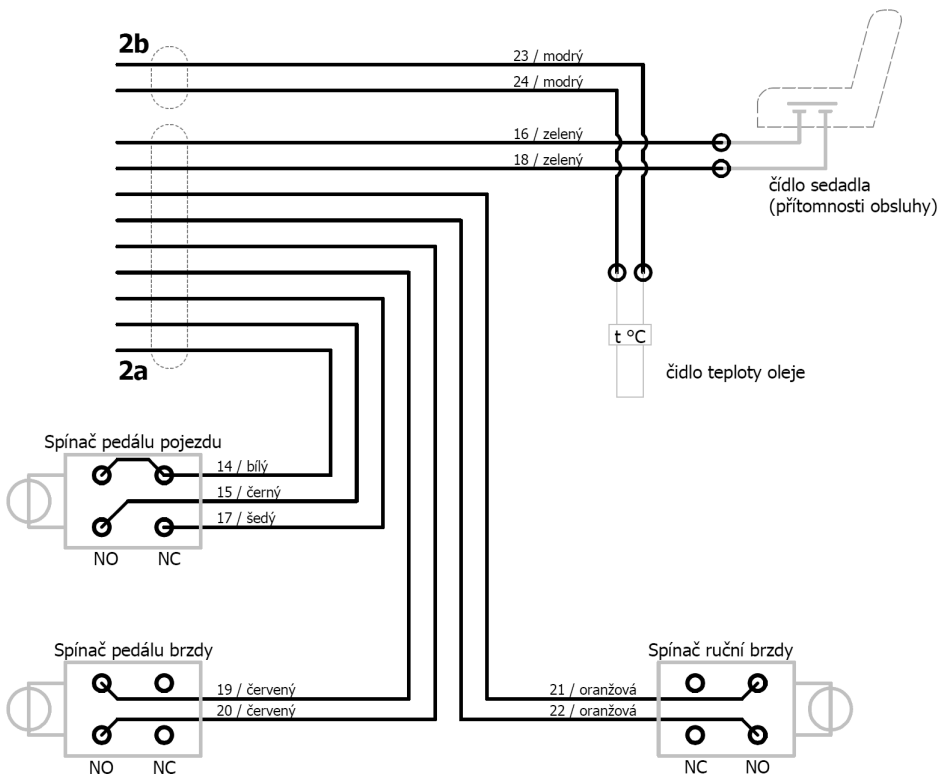 2b
23 / modrý
24 / modrý
16 / zelený
18 / zelený
čídlo sedadla
(přítomnosti obsluhy)
t °C
čidlo teploty oleje
2a
Spínač pedálu pojezdu
14 / bílý
15 / černý
17 / šedý
NO NC
Spínač pedálu brzdy
19 / červený
20 / červený
NO NC
Spínač ruční brzdy
21 / oranžová
22 / oranžová
NC NO